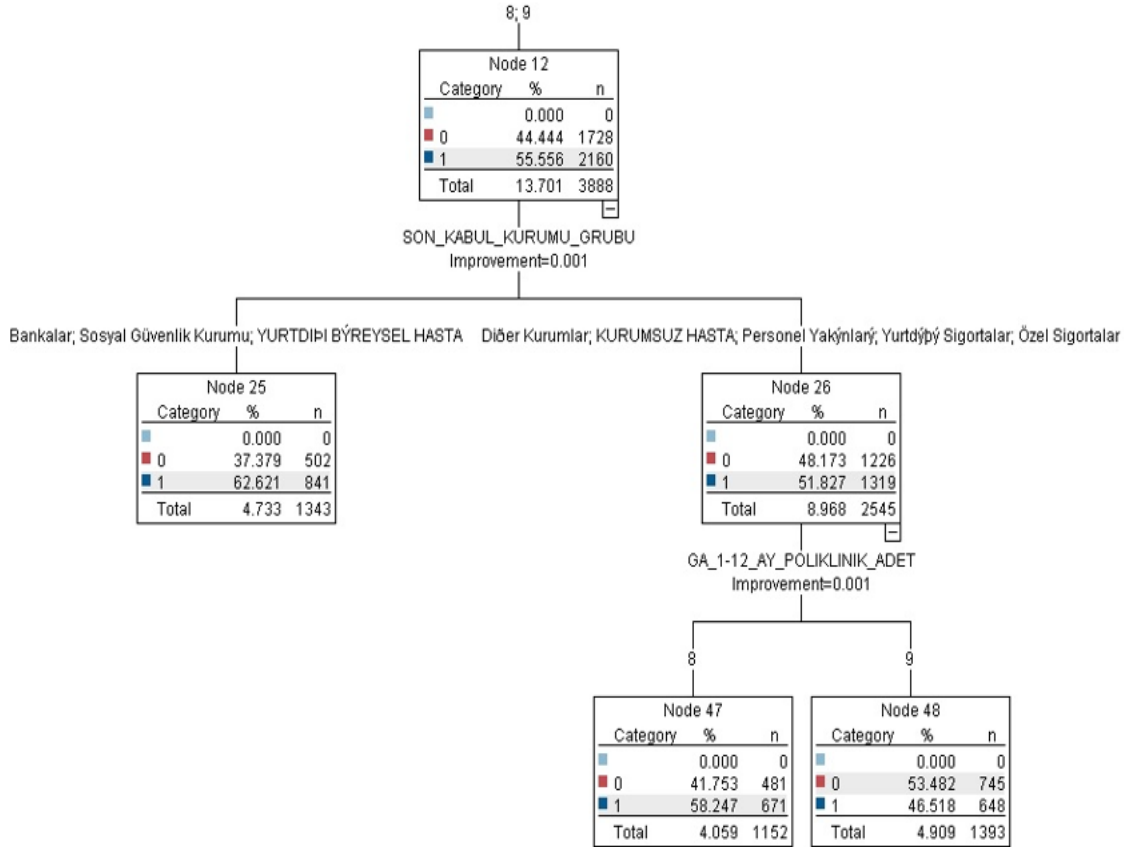 8; 9
Node 12
Category % n
0.000 0
0 44.444 1728
1 55.556 2160
Total 13.701 3888
SON_KABUL_KURUMU_GRUBU
Improvement=0.001
Bankalar; Sosyal Güvenlik Kurumu; YURTDIÞI BÝREYSEL HASTA
Diðer Kurumlar; KURUMSUZ HASTA; Personel Yakýnlarý; Yurtdýþý Sigortalar; Özel Sigortalar
Node 25
Category % n
0.000 0
0 37.379 502
1 62.621 841
Total 4.733 1343
Node 26
Category % n
0.000 0
0 48.173 1226
1 51.827 1319
Total 8.968 2545
GA_1-12_AY_POLIKLINIK_ADET
Improvement=0.001
8
9
Node 47
Category % n
0.000 0
0 41.753 481
1 58.247 671
Total 4.059 1152
Node 48
Category % n
0.000 0
0 53.482 745
1 46.518 648
Total 4.909 1393